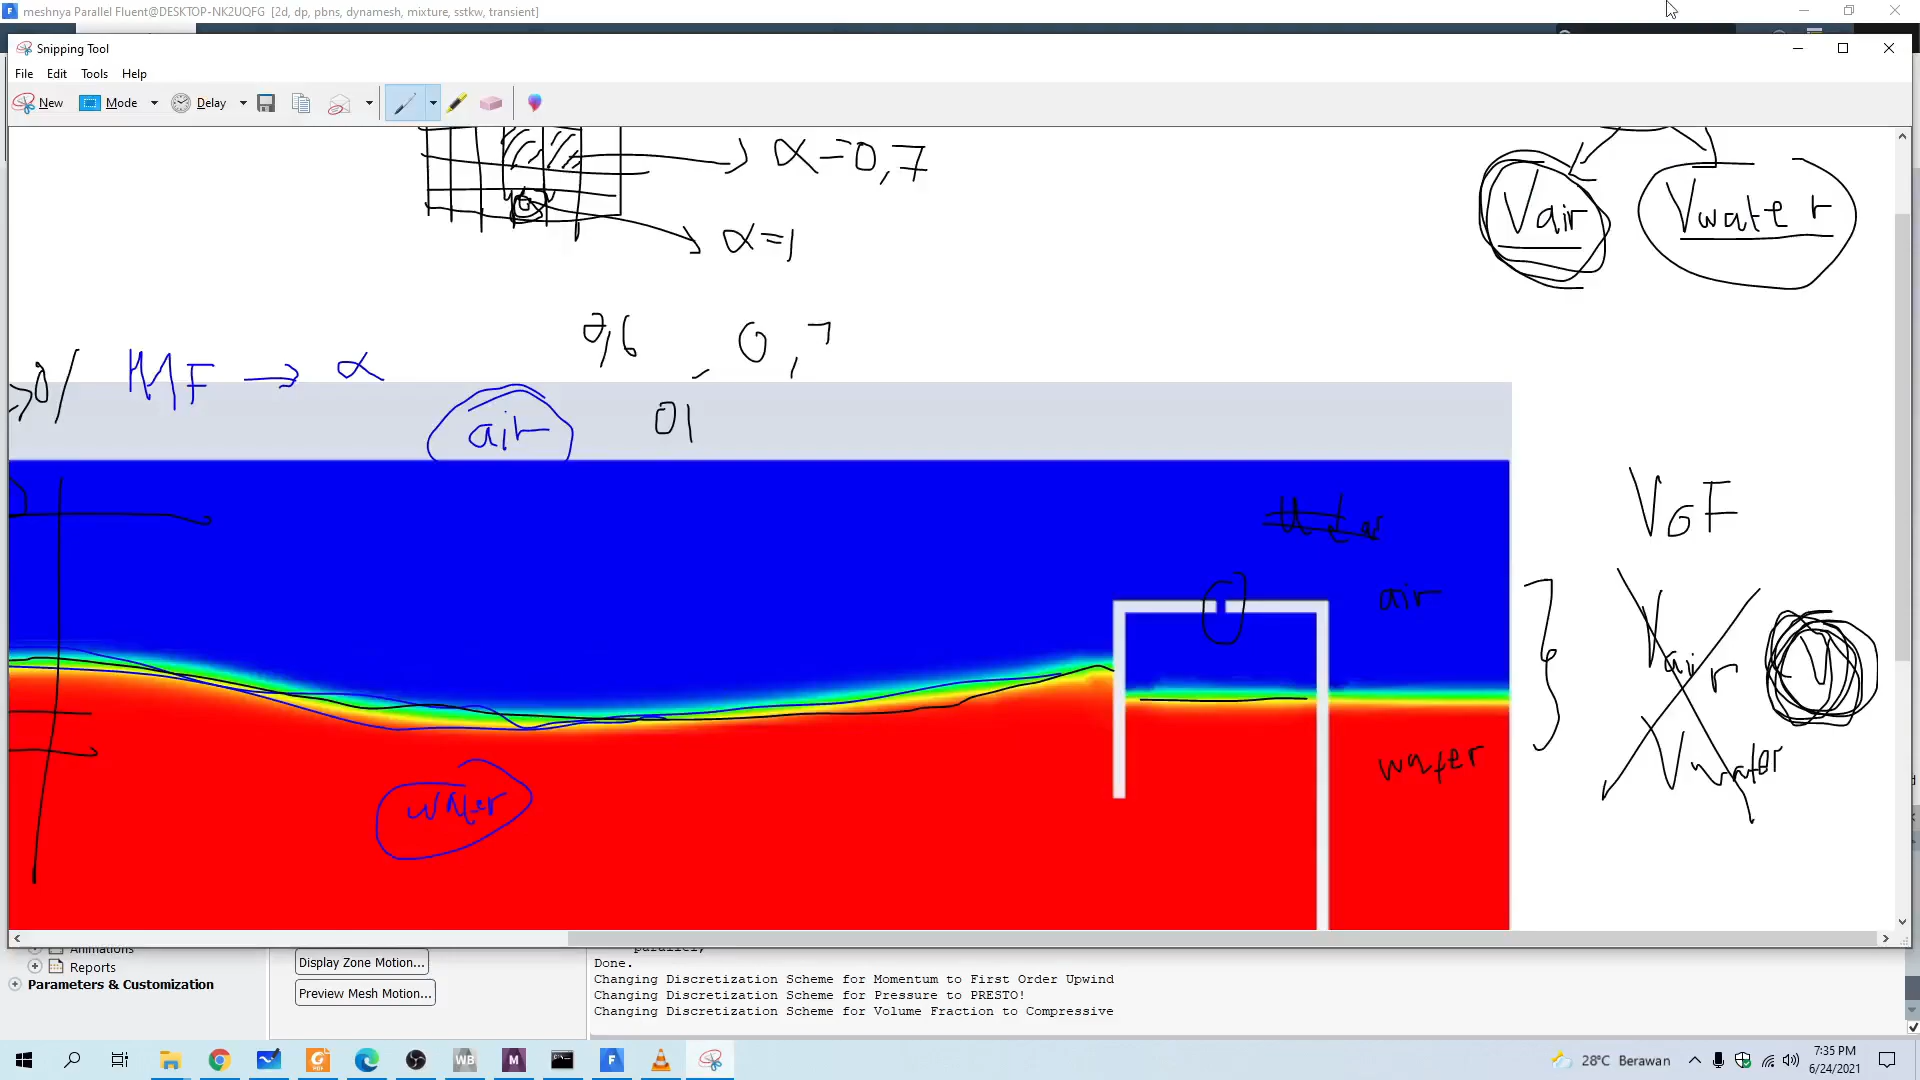 meshnya Parallel Fluent@DESKTOP-NK2UQFG [2d, dp, pbns, dynamesh, mixture, sstkw, transient]
Snipping Tool
File Edit Tools Help
New Mode Delay
α=0,7
α=1
Vair Vwater
0,6 0,7
01
MF → α
air
VOF
air
Vair
V
water
Vwater
water
Animations
Reports
Parameters & Customization
Display Zone Motion...
Preview Mesh Motion...
parallel,
Done.
Changing Discretization Scheme for Momentum to First Order Upwind
Changing Discretization Scheme for Pressure to PRESTO!
Changing Discretization Scheme for Volume Fraction to Compressive
28°C Berawan
7:35 PM
6/24/2021